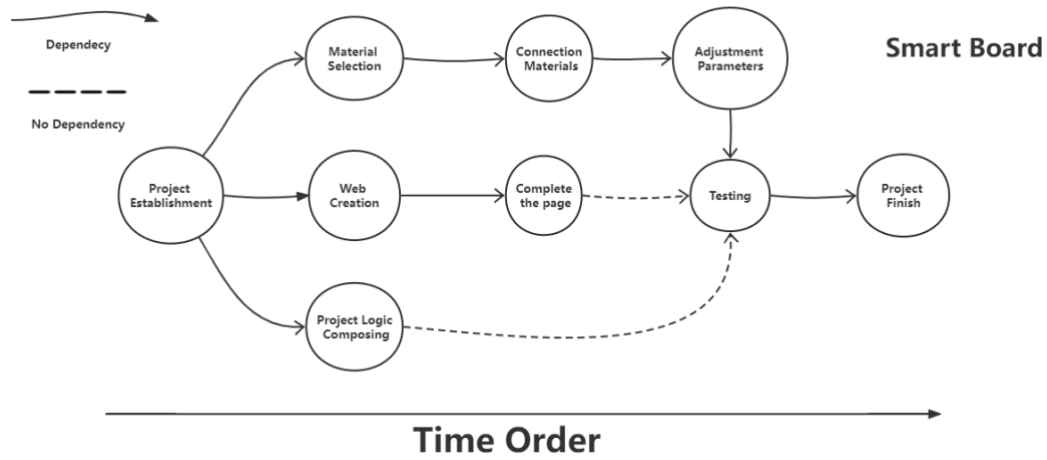 Dependecy
No Dependency
Smart Board
Material
Selection
Connection
Materials
Adjustment
Parameters
Project
Establishment
Web
Creation
Complete
the page
Testing
Project
Finish
Project Logic
Composing
Time Order